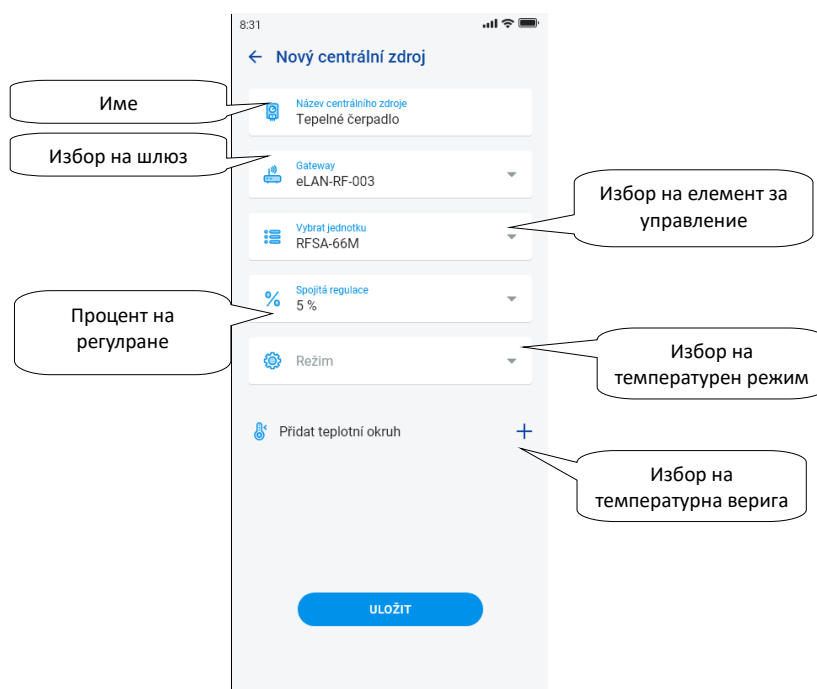 8:31
Nový centrální zdroj
Име
Název centrálního zdroje
Tepelné čerpadlo
Избор на шлюз
Gateway
eLAN-RF-003
Избор на елемент за
управление
Vybrat jednotku
RFSA-66M
Spojitá regulace
5 %
Процент на
регулране
Režim
Избор на
температурен режим
Přidat teplotní okruh
Избор на
температурна верига
ULOŽIT